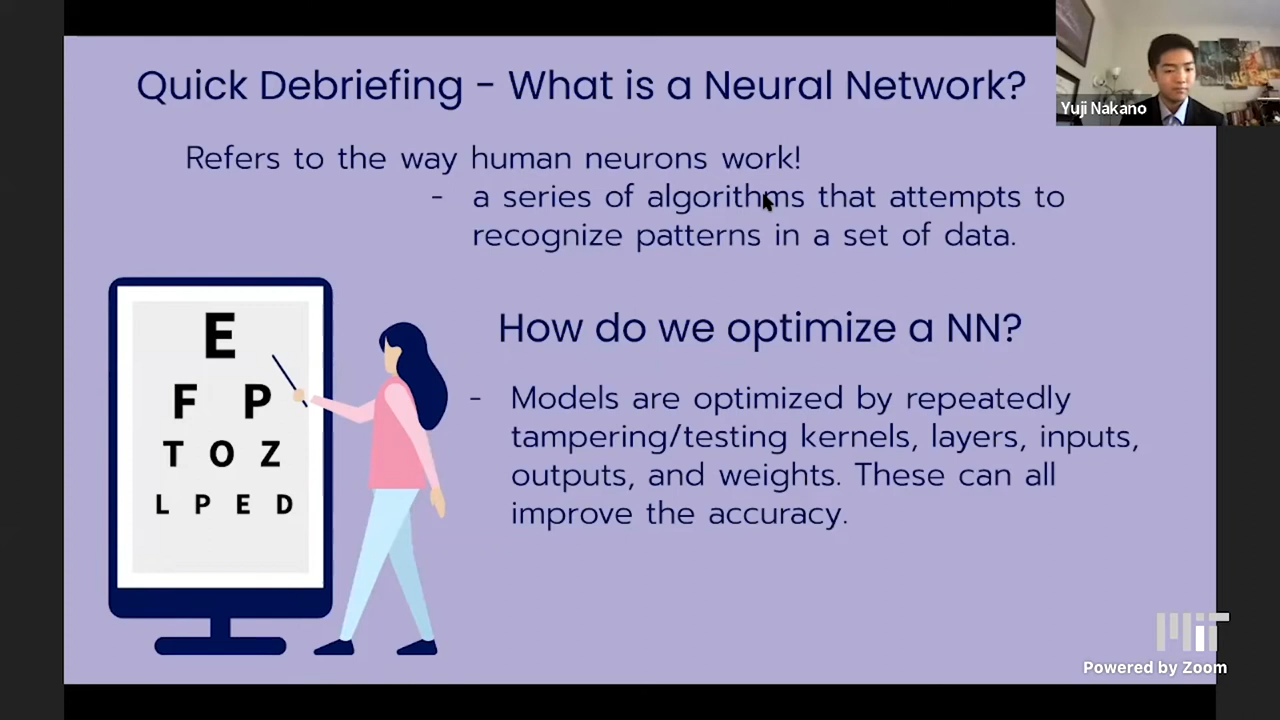 Quick Debriefing - What is a Neural Network?
Yuji Nakano
Refers to the way human neurons work!
- a series of algorithms that attempts to
recognize patterns in a set of data.
E
F P
T O Z
L P E D
How do we optimize a NN?
- Models are optimized by repeatedly
tampering/testing kernels, layers, inputs,
outputs, and weights. These can all
improve the accuracy.
MIT
Powered by Zoom